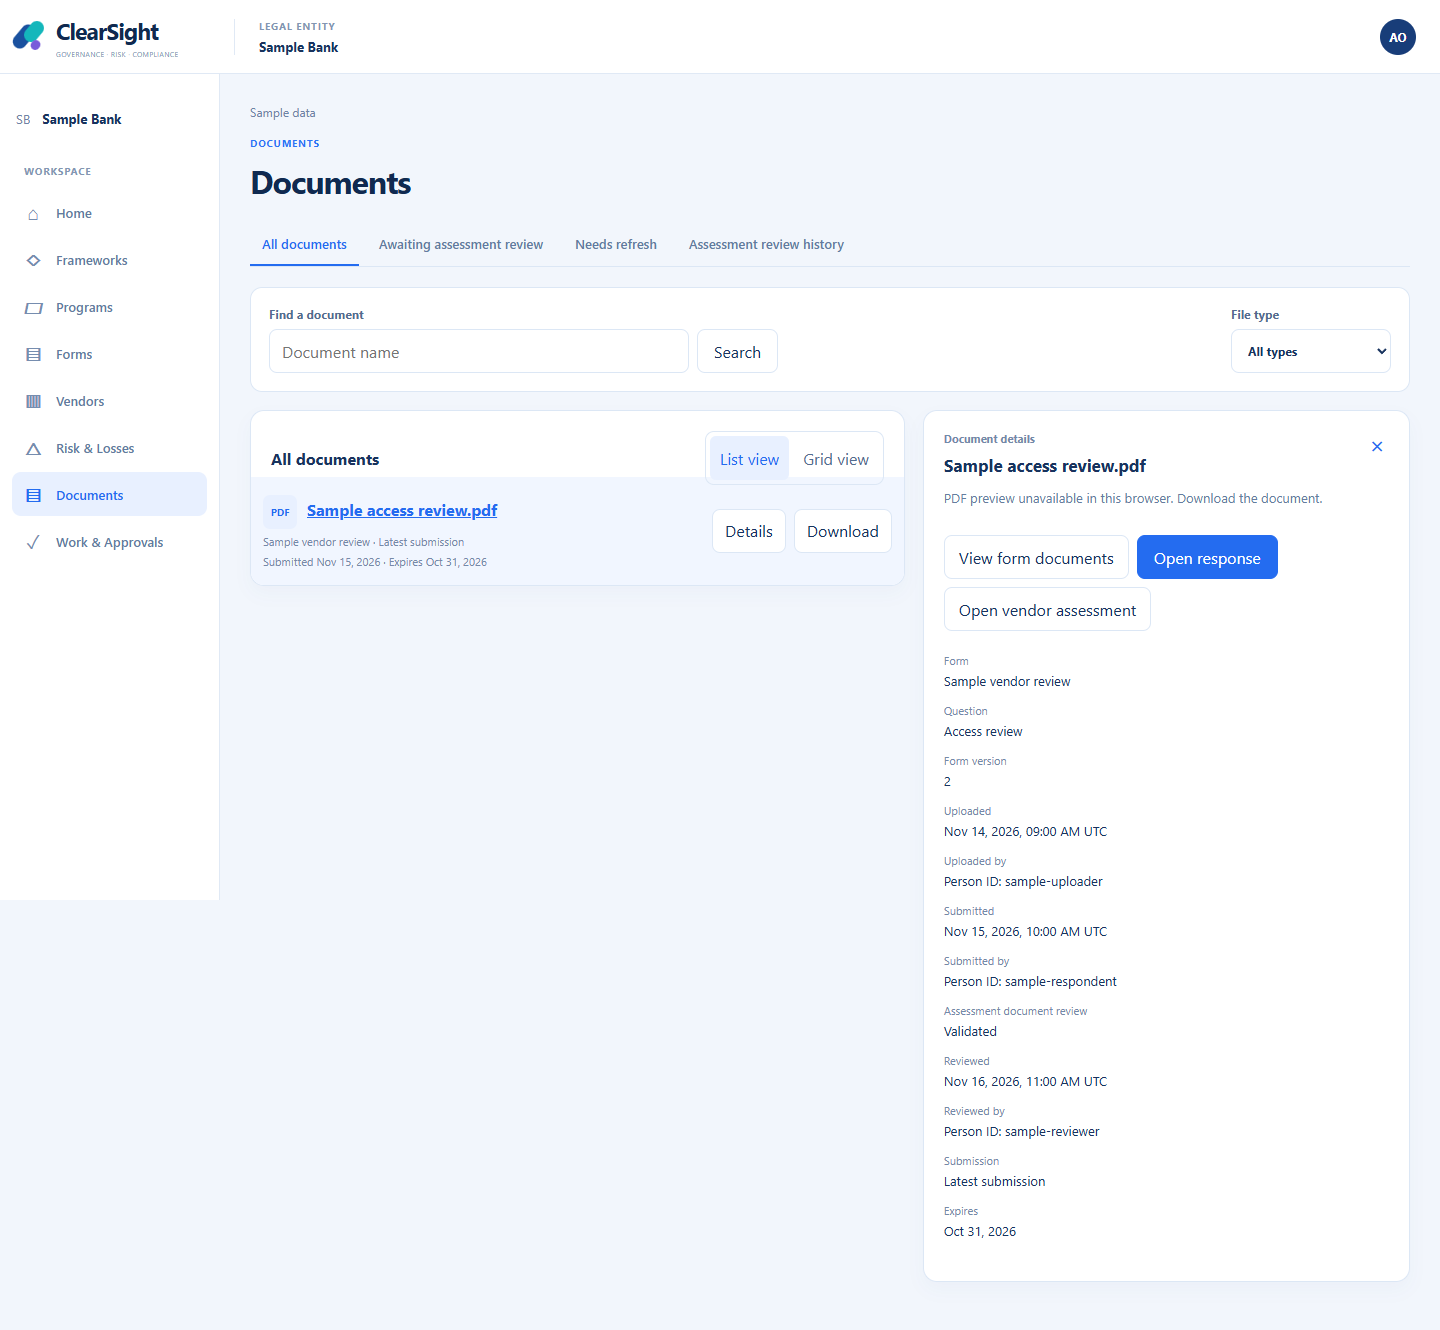 ClearSight
GOVERNANCE · RISK · COMPLIANCE
LEGAL ENTITY
Sample Bank
AO
SB Sample Bank
WORKSPACE
Home
Frameworks
Programs
Forms
Vendors
Risk & Losses
Documents
Work & Approvals
Sample data
DOCUMENTS
Documents
All documents
Awaiting assessment review
Needs refresh
Assessment review history
Find a document
Document name
Search
File type
All types
All documents
List view
Grid view
PDF
Sample access review.pdf
Sample vendor review · Latest submission
Submitted Nov 15, 2026 · Expires Oct 31, 2026
Details
Download
Document details
Sample access review.pdf
PDF preview unavailable in this browser. Download the document.
View form documents
Open response
Open vendor assessment
Form
Sample vendor review
Question
Access review
Form version
2
Uploaded
Nov 14, 2026, 09:00 AM UTC
Uploaded by
Person ID: sample-uploader
Submitted
Nov 15, 2026, 10:00 AM UTC
Submitted by
Person ID: sample-respondent
Assessment document review
Validated
Reviewed
Nov 16, 2026, 11:00 AM UTC
Reviewed by
Person ID: sample-reviewer
Submission
Latest submission
Expires
Oct 31, 2026